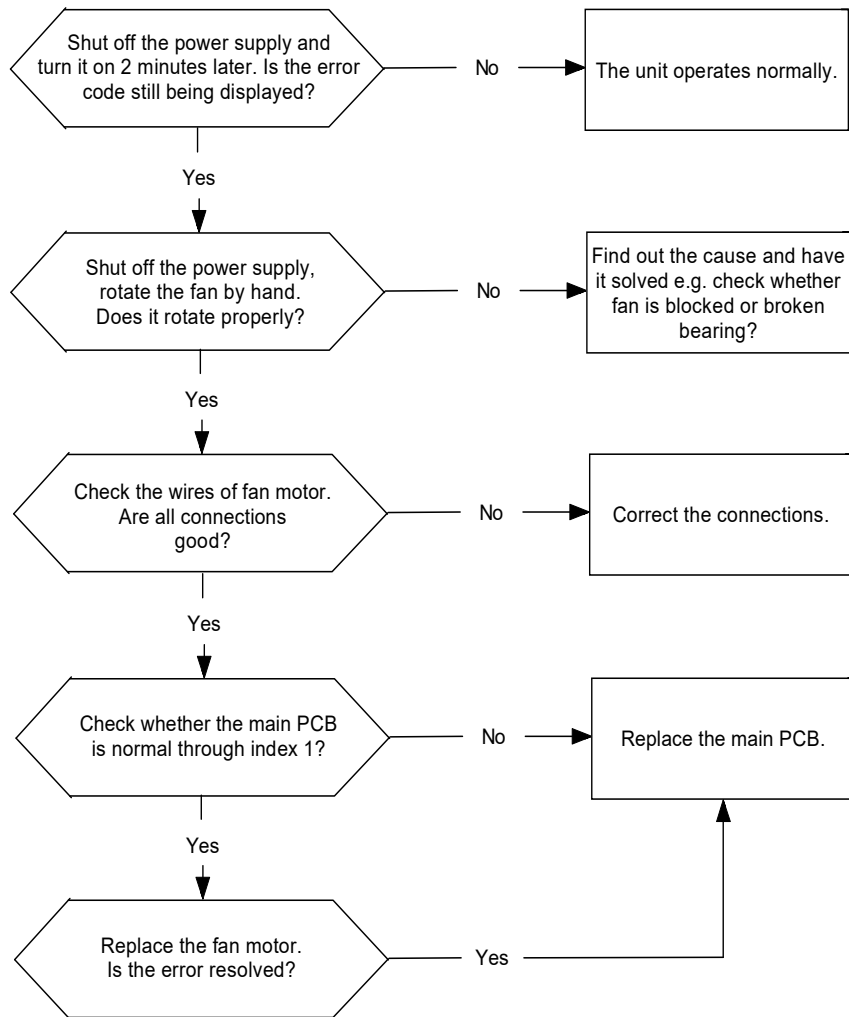 Shut off the power supply and
turn it on 2 minutes later. Is the error
code still being displayed?
No
The unit operates normally.
Yes
Shut off the power supply,
rotate the fan by hand.
Does it rotate properly?
No
Find out the cause and have
it solved e.g. check whether
fan is blocked or broken
bearing?
Yes
Check the wires of fan motor.
Are all connections
good?
No
Correct the connections.
Yes
Check whether the main PCB
is normal through index 1?
No
Replace the main PCB.
Yes
Replace the fan motor.
Is the error resolved?
Yes